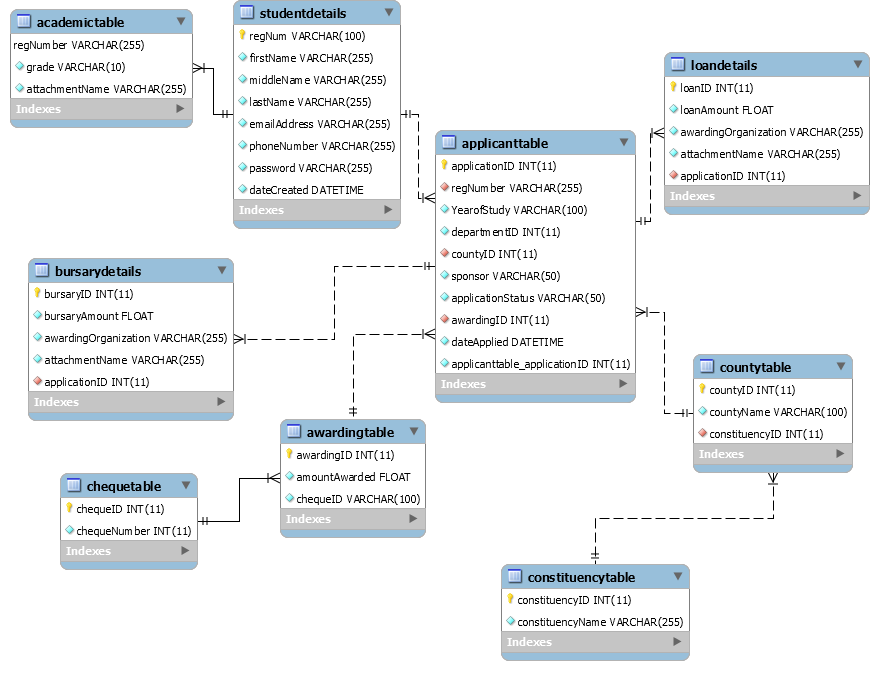 academictable
regNumber VARCHAR(255)
grade VARCHAR(10)
attachmentName VARCHAR(255)
Indexes
studentdetails
regNum VARCHAR(100)
firstName VARCHAR(255)
middleName VARCHAR(255)
lastName VARCHAR(255)
emailAddress VARCHAR(255)
phoneNumber VARCHAR(255)
password VARCHAR(255)
dateCreated DATETIME
Indexes
loandetails
loanID INT(11)
loanAmount FLOAT
awardingOrganization VARCHAR(255)
attachmentName VARCHAR(255)
applicationID INT(11)
Indexes
applicanttable
applicationID INT(11)
regNumber VARCHAR(255)
YearofStudy VARCHAR(100)
departmentID INT(11)
countyID INT(11)
sponsor VARCHAR(50)
applicationStatus VARCHAR(50)
awardingID INT(11)
dateApplied DATETIME
applicanttable_applicationID INT(11)
Indexes
bursarydetails
bursaryID INT(11)
bursaryAmount FLOAT
awardingOrganization VARCHAR(255)
attachmentName VARCHAR(255)
applicationID INT(11)
Indexes
countytable
countyID INT(11)
countyName VARCHAR(100)
constituencyID INT(11)
Indexes
awardingtable
awardingID INT(11)
amountAwarded FLOAT
chequeID VARCHAR(100)
Indexes
chequetable
chequeID INT(11)
chequeNumber INT(11)
Indexes
constituencytable
constituencyID INT(11)
constituencyName VARCHAR(255)
Indexes